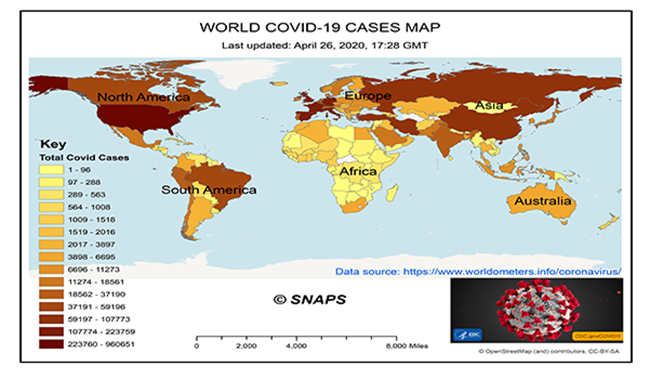 WORLD COVID-19 CASES MAP
Last updated: April 26, 2020, 17:28 GMT
North America
Europe
Asia
Africa
South America
Australia
Key
Total Covid Cases
1 - 96
97 - 288
289 - 563
564 - 1008
1009 - 1518
1519 - 2016
2017 - 3897
3898 - 6695
6696 - 11273
11274 - 18561
18562 - 37190
37191 - 59196
59197 - 107773
107774 - 223759
223760 - 960651
Data source: https://www.worldometers.info/coronavirus/
© SNAPS
0 2,000 4,000 8,000 Miles
CDC
CDC.gov/COVID19
© OpenStreetMap (and) contributors, CC-BY-SA